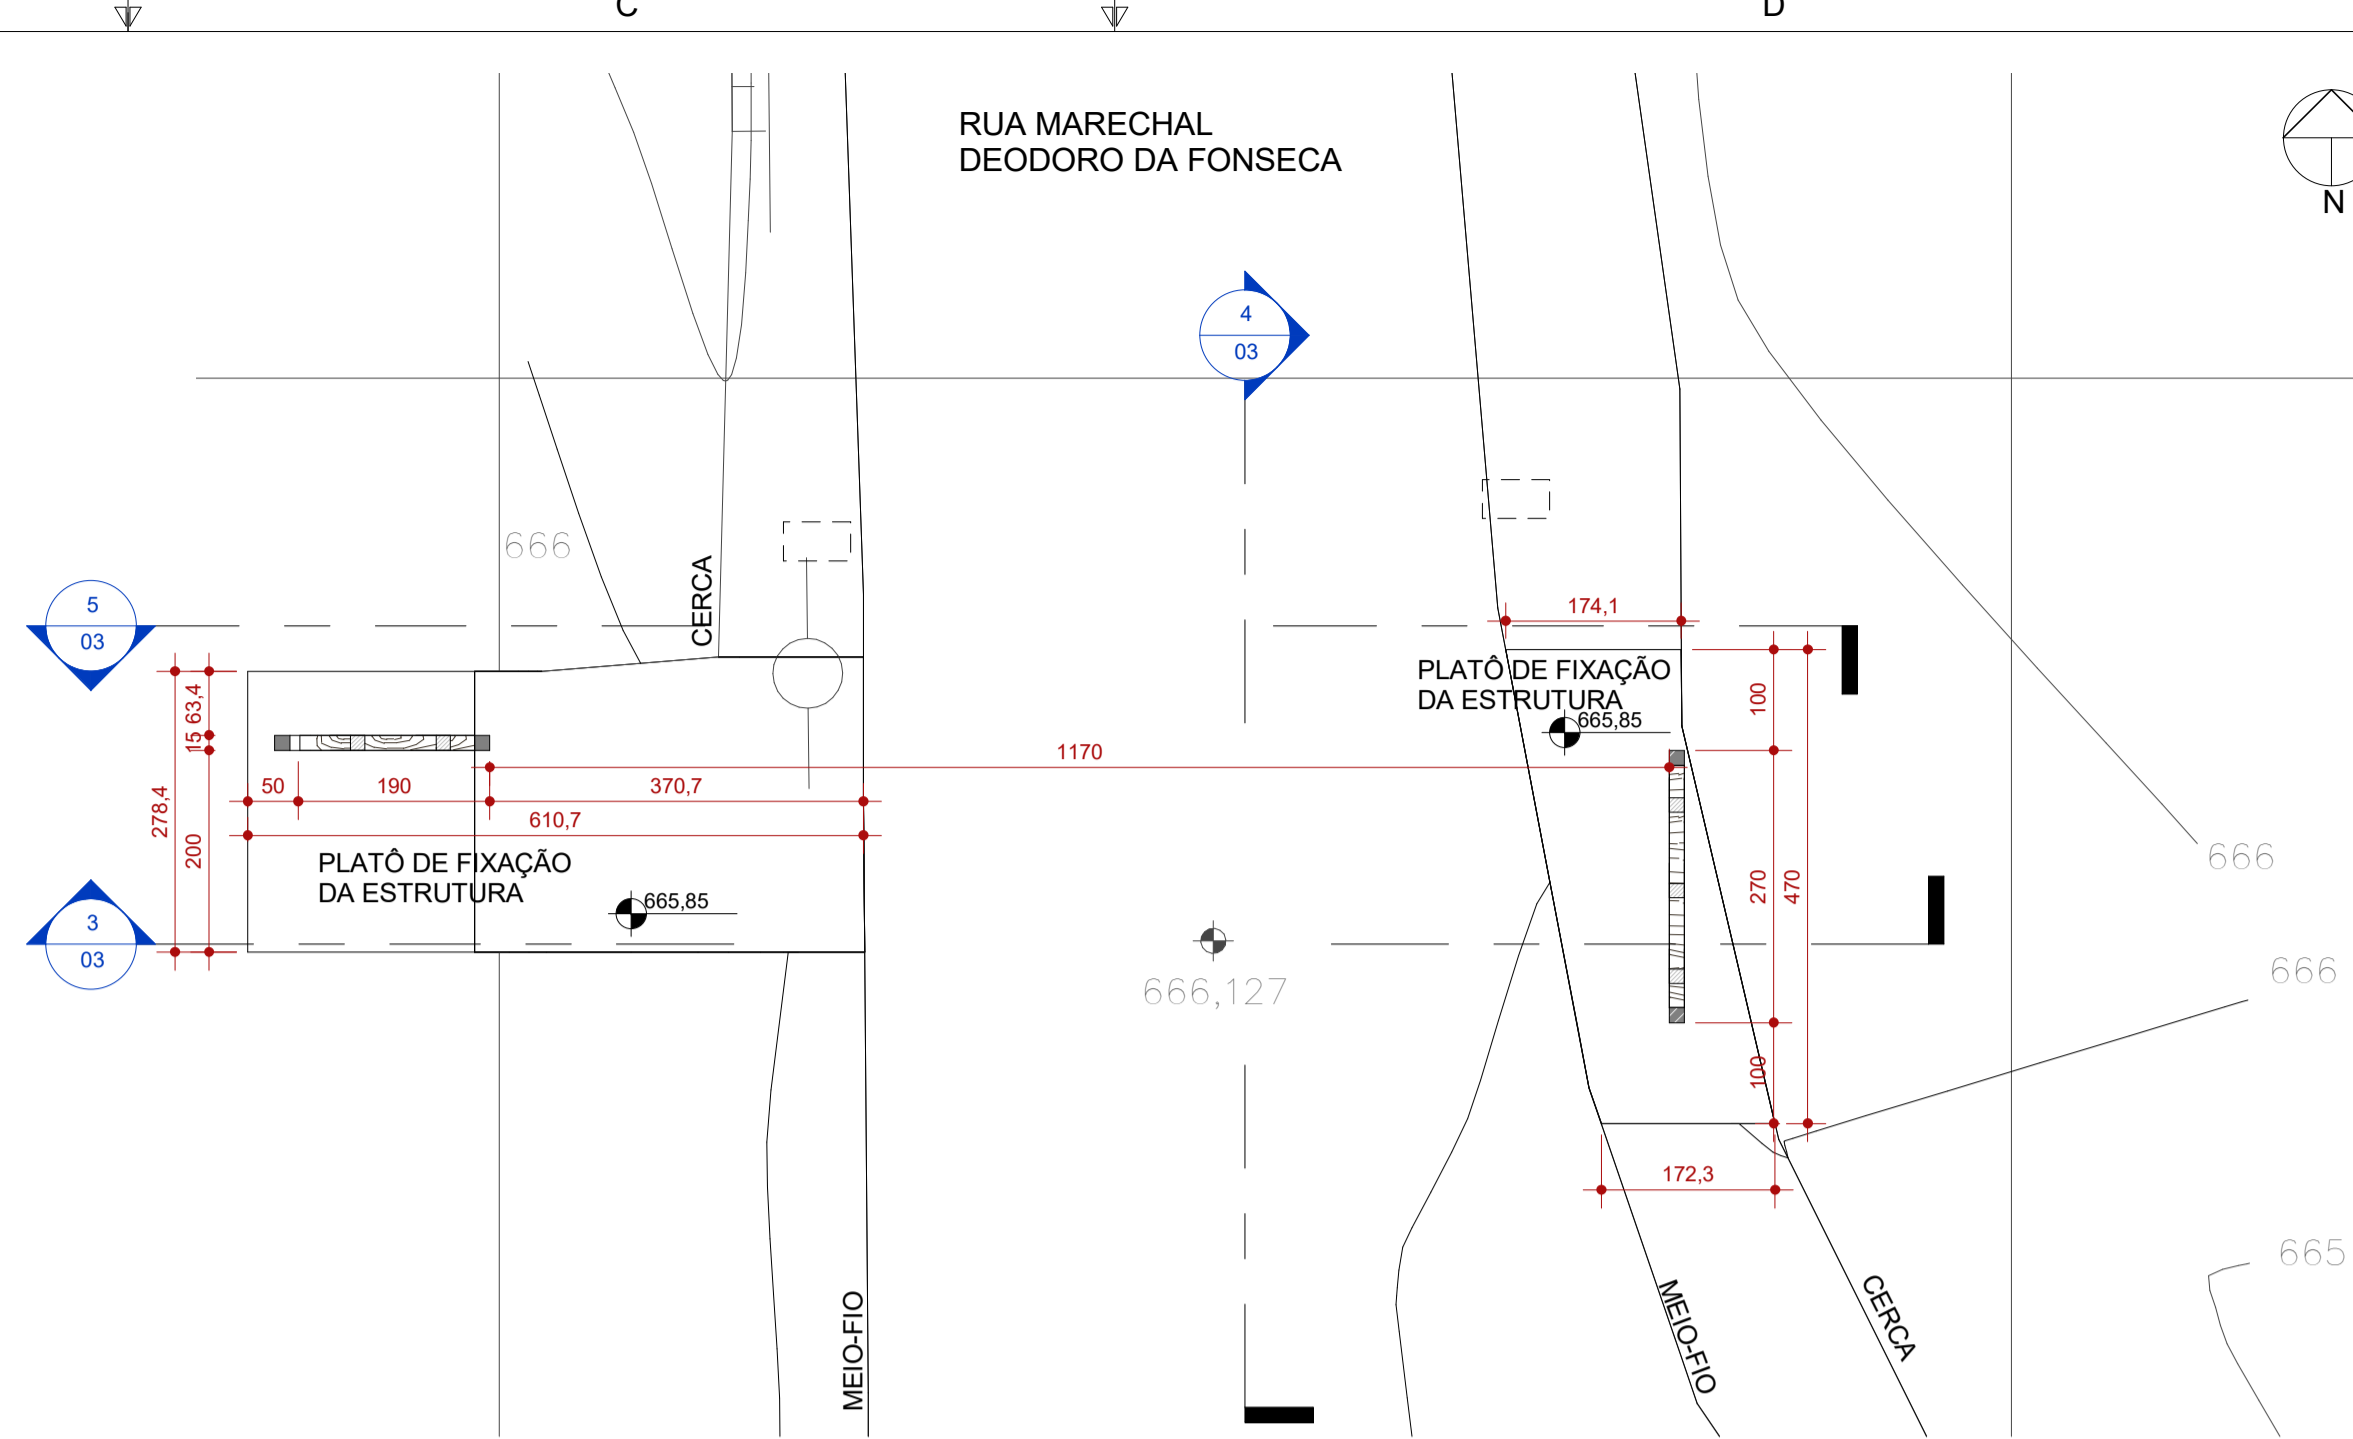 C
D
RUA MARECHAL
DEODORO DA FONSECA
N
4
03
666
CERCA
5
03
174,1
PLATÔ DE FIXAÇÃO
DA ESTRUTURA
665,85
100
63,4
15
1170
50
190
370,7
610,7
278,4
200
PLATÔ DE FIXAÇÃO
DA ESTRUTURA
665,85
270
470
666
3
03
666,127
666
100
172,3
665
MEIO-FIO
MEIO-FIO
CERCA